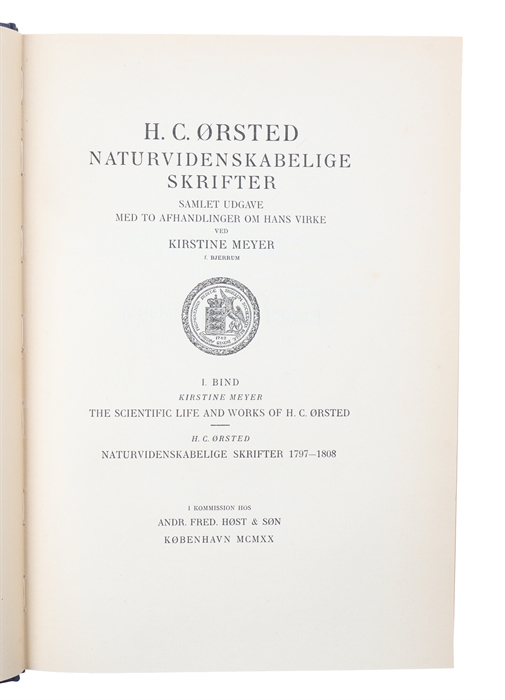 H. C. ØRSTED
NATURVIDENSKABELIGE
SKRIFTER
SAMLET UDGAVE
MED TO AFHANDLINGER OM HANS VIRKE
VED
KIRSTINE MEYER
f. BJERRUM
I. BIND
KIRSTINE MEYER
THE SCIENTIFIC LIFE AND WORKS OF H. C. ØRSTED
H. C. ØRSTED
NATURVIDENSKABELIGE SKRIFTER 1797—1808
I KOMMISSION HOS
ANDR. FRED. HØST & SØN
KØBENHAVN MCMXX